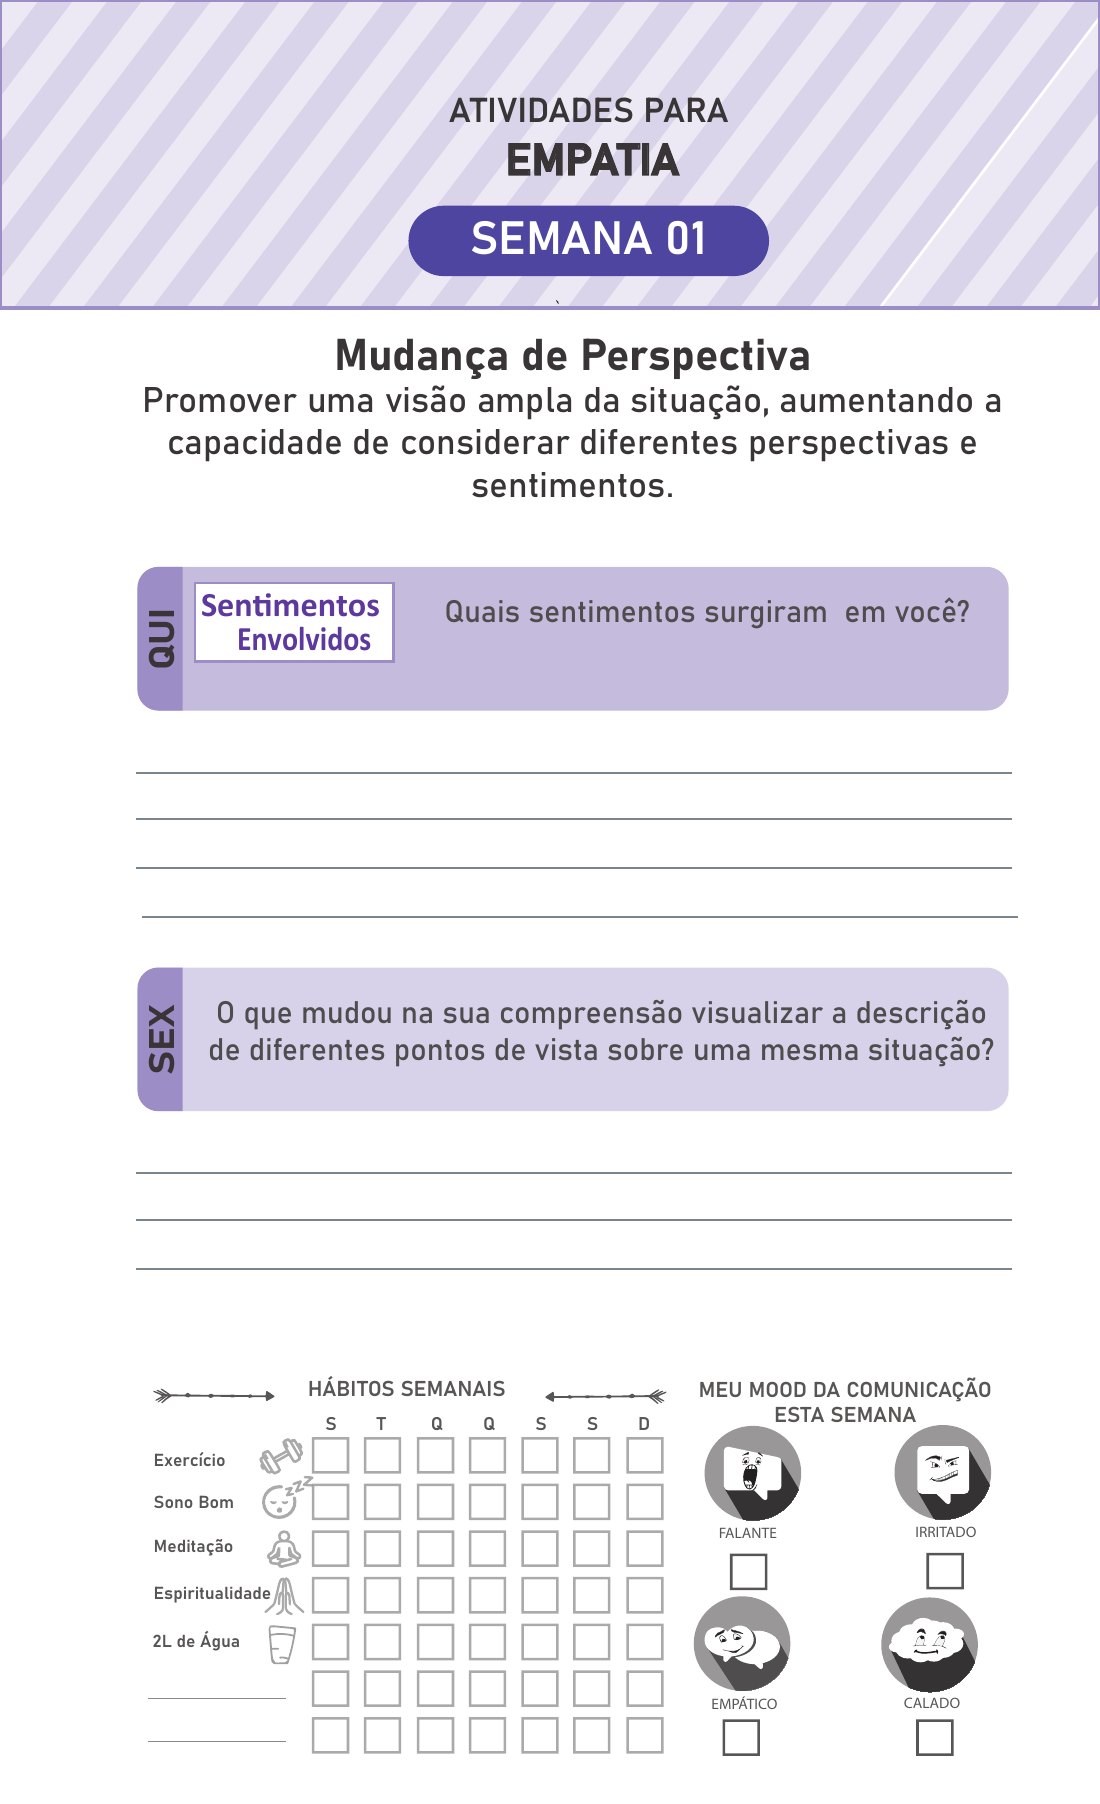 ATIVIDADES PARA
EMPATIA
SEMANA 01
Mudança de Perspectiva
Promover uma visão ampla da situação, aumentando a
capacidade de considerar diferentes perspectivas e
sentimentos.
QUI
Sentimentos
Envolvidos
Quais sentimentos surgiram em você?
SEX
O que mudou na sua compreensão visualizar a descrição
de diferentes pontos de vista sobre uma mesma situação?
HÁBITOS SEMANAIS
S T Q Q S S D
Exercício
Sono Bom
zzz
Meditação
Espiritualidade
2L de Água
MEU MOOD DA COMUNICAÇÃO
ESTA SEMANA
FALANTE
IRRITADO
EMPÁTICO
CALADO